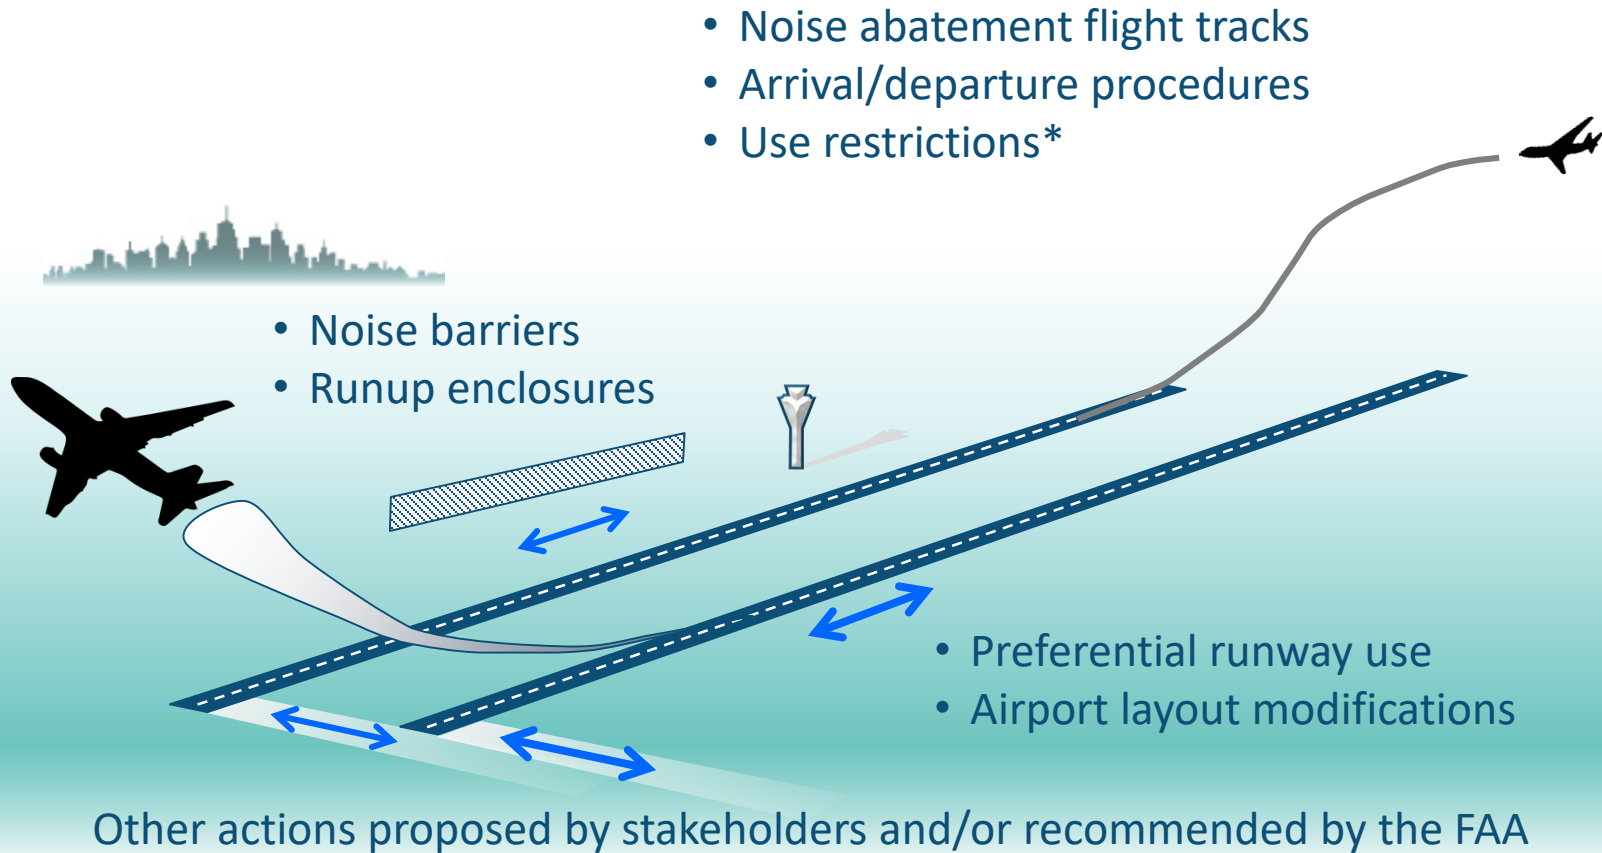 • Noise abatement flight tracks
• Arrival/departure procedures
• Use restrictions*
• Noise barriers
• Runup enclosures
• Preferential runway use
• Airport layout modifications
Other actions proposed by stakeholders and/or recommended by the FAA